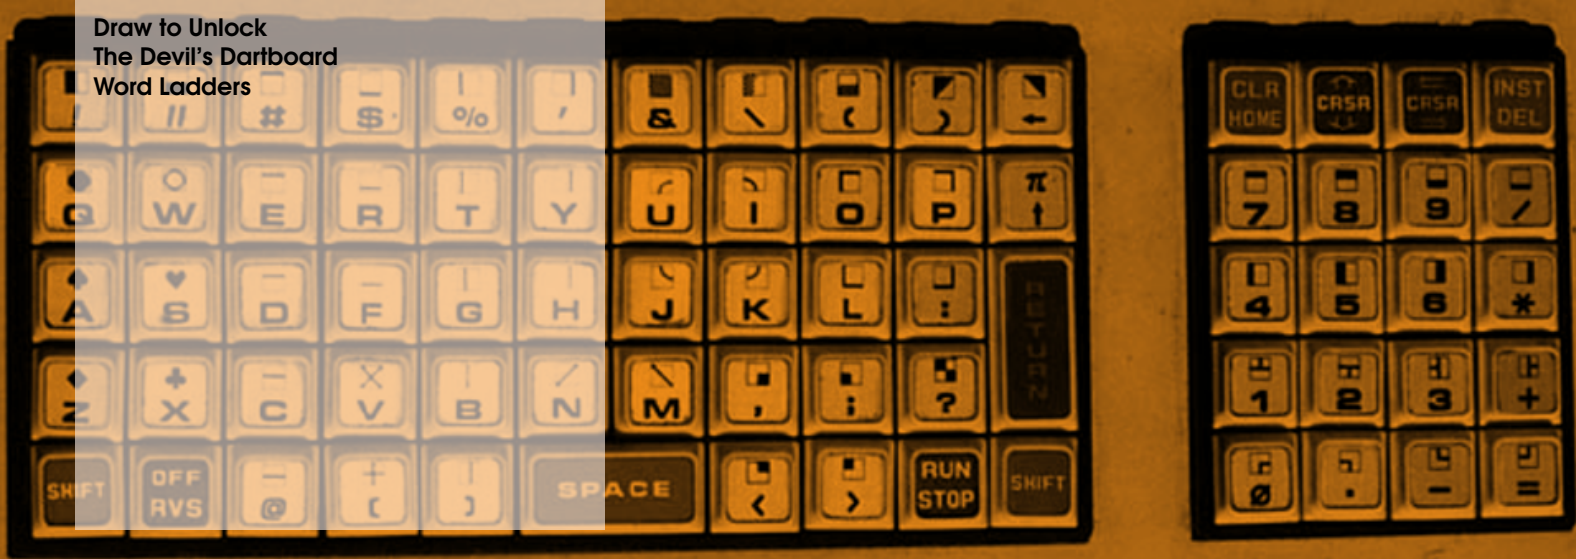 Draw to Unlock
The Devil's Dartboard
Word Ladders
! " # $ % ' & \ ( ) ← CLR HOME CRSR CRSR INST DEL
Q W E R T Y U I O P π ↑ 7 8 9 /
A S D F G H J K L : RETURN 4 5 6 *
Z X C V B N M , ; ? 1 2 3 +
SHIFT OFF RVS @ [ ] SPACE < > RUN STOP SHIFT Ø . - =